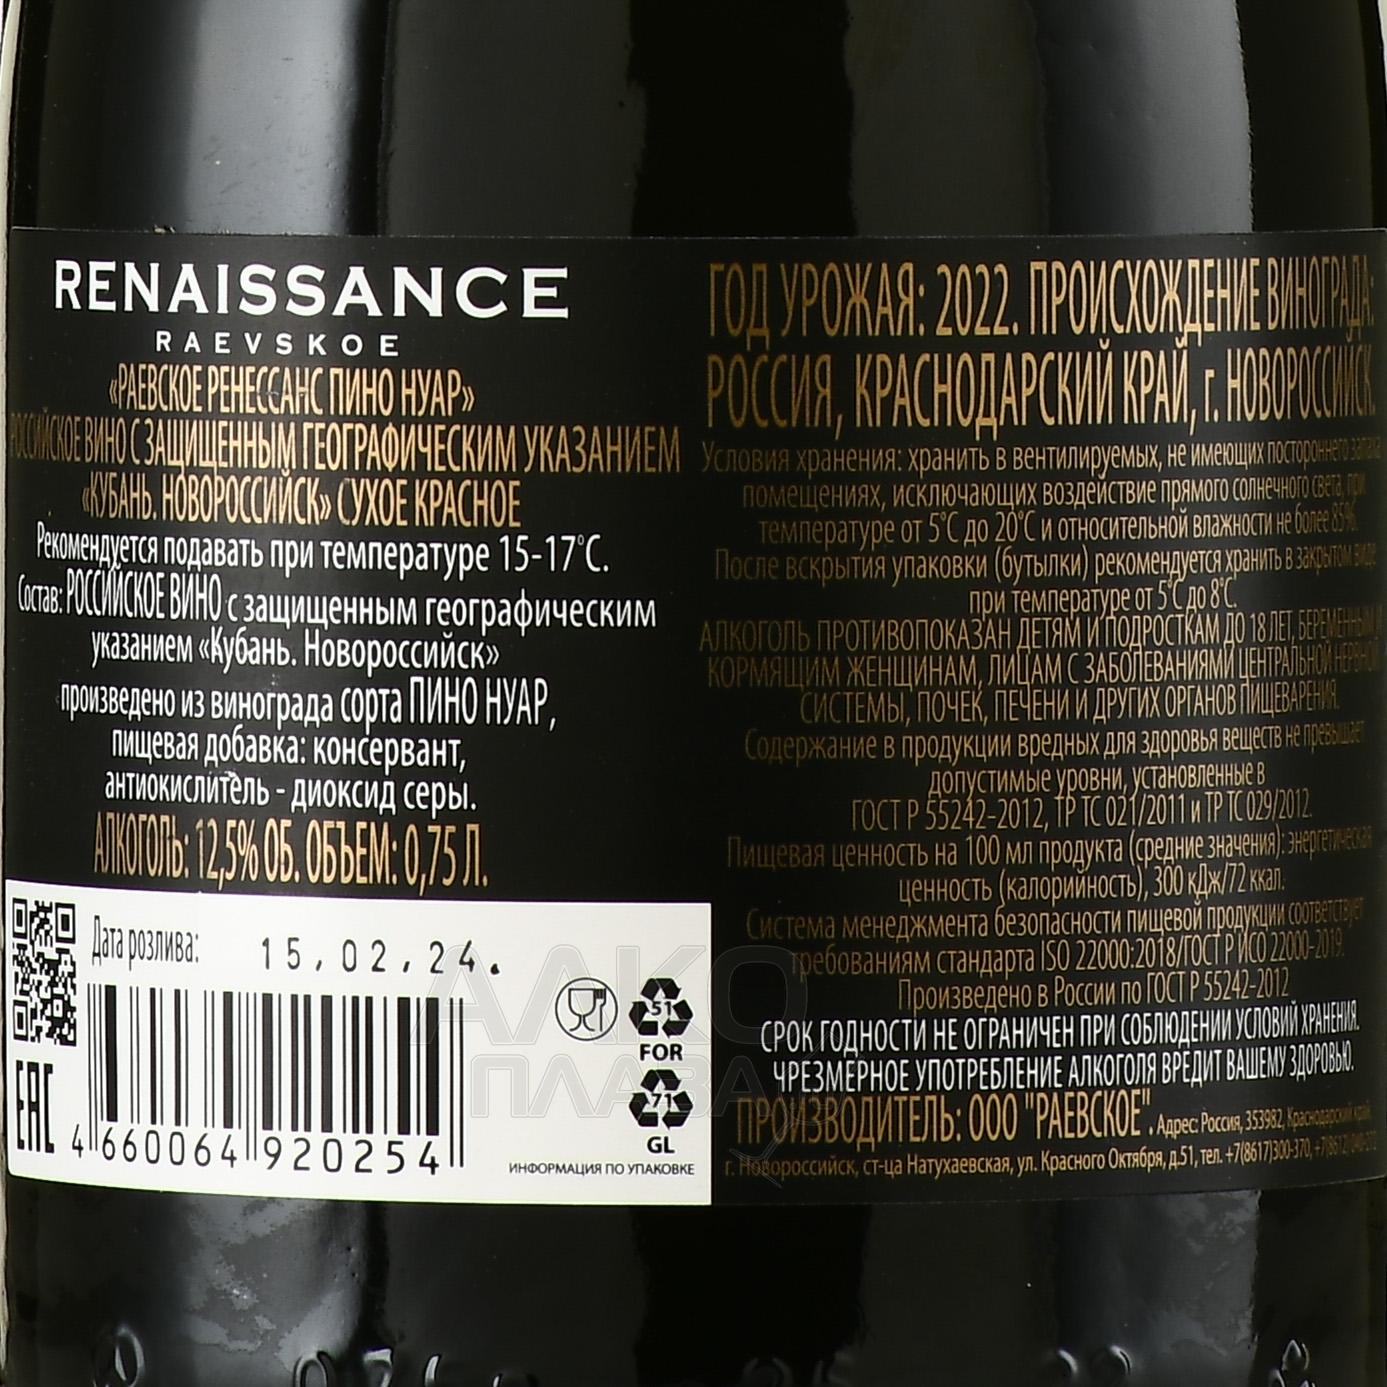 RENAISSANCE
RAEVSKOE
«РАЕВСКОЕ РЕНЕССАНС ПИНО НУАР»
РОССИЙСКОЕ ВИНО С ЗАЩИЩЕННЫМ ГЕОГРАФИЧЕСКИМ УКАЗАНИЕМ
«КУБАНЬ. НОВОРОССИЙСК» СУХОЕ КРАСНОЕ
Рекомендуется подавать при температуре 15-17°С.
Состав: РОССИЙСКОЕ ВИНО с защищенным географическим
указанием «Кубань. Новороссийск»
произведено из винограда сорта ПИНО НУАР,
пищевая добавка: консервант,
антиокислитель - диоксид серы.
АЛКОГОЛЬ: 12,5% ОБ. ОБЪЕМ: 0,75 Л.
Дата розлива: 15.02.24.
EAC
4 660064 920254
51
FOR
71
GL
ИНФОРМАЦИЯ ПО УПАКОВКЕ
ГОД УРОЖАЯ: 2022. ПРОИСХОЖДЕНИЕ ВИНОГРАДА:
РОССИЯ, КРАСНОДАРСКИЙ КРАЙ, г. НОВОРОССИЙСК.
Условия хранения: хранить в вентилируемых, не имеющих постороннего запаха
помещениях, исключающих воздействие прямого солнечного света, при
температуре от 5°С до 20°С и относительной влажности не более 85%.
После вскрытия упаковки (бутылки) рекомендуется хранить в закрытом виде
при температуре от 5°С до 8°С.
АЛКОГОЛЬ ПРОТИВОПОКАЗАН ДЕТЯМ И ПОДРОСТКАМ ДО 18 ЛЕТ, БЕРЕМЕННЫМ И
КОРМЯЩИМ ЖЕНЩИНАМ, ЛИЦАМ С ЗАБОЛЕВАНИЯМИ ЦЕНТРАЛЬНОЙ НЕРВНОЙ
СИСТЕМЫ, ПОЧЕК, ПЕЧЕНИ И ДРУГИХ ОРГАНОВ ПИЩЕВАРЕНИЯ.
Содержание в продукции вредных для здоровья веществ не превышает
допустимые уровни, установленные в
ГОСТ Р 55242-2012, ТР ТС 021/2011 и ТР ТС 029/2012.
Пищевая ценность на 100 мл продукта (средние значения): энергетическая
ценность (калорийность), 300 кДж/72 ккал.
Система менеджмента безопасности пищевой продукции соответствует
требованиям стандарта ISO 22000:2018/ГОСТ Р ИСО 22000-2019.
Произведено в России по ГОСТ Р 55242-2012
СРОК ГОДНОСТИ НЕ ОГРАНИЧЕН ПРИ СОБЛЮДЕНИИ УСЛОВИЙ ХРАНЕНИЯ.
ЧРЕЗМЕРНОЕ УПОТРЕБЛЕНИЕ АЛКОГОЛЯ ВРЕДИТ ВАШЕМУ ЗДОРОВЬЮ.
ПРОИЗВОДИТЕЛЬ: ООО "РАЕВСКОЕ". Адрес: Россия, 353982, Краснодарский край,
г. Новороссийск, ст-ца Натухаевская, ул. Красного Октября, д.51, тел. +7(8617)300-370,
АЛКО
ПЛАЗА